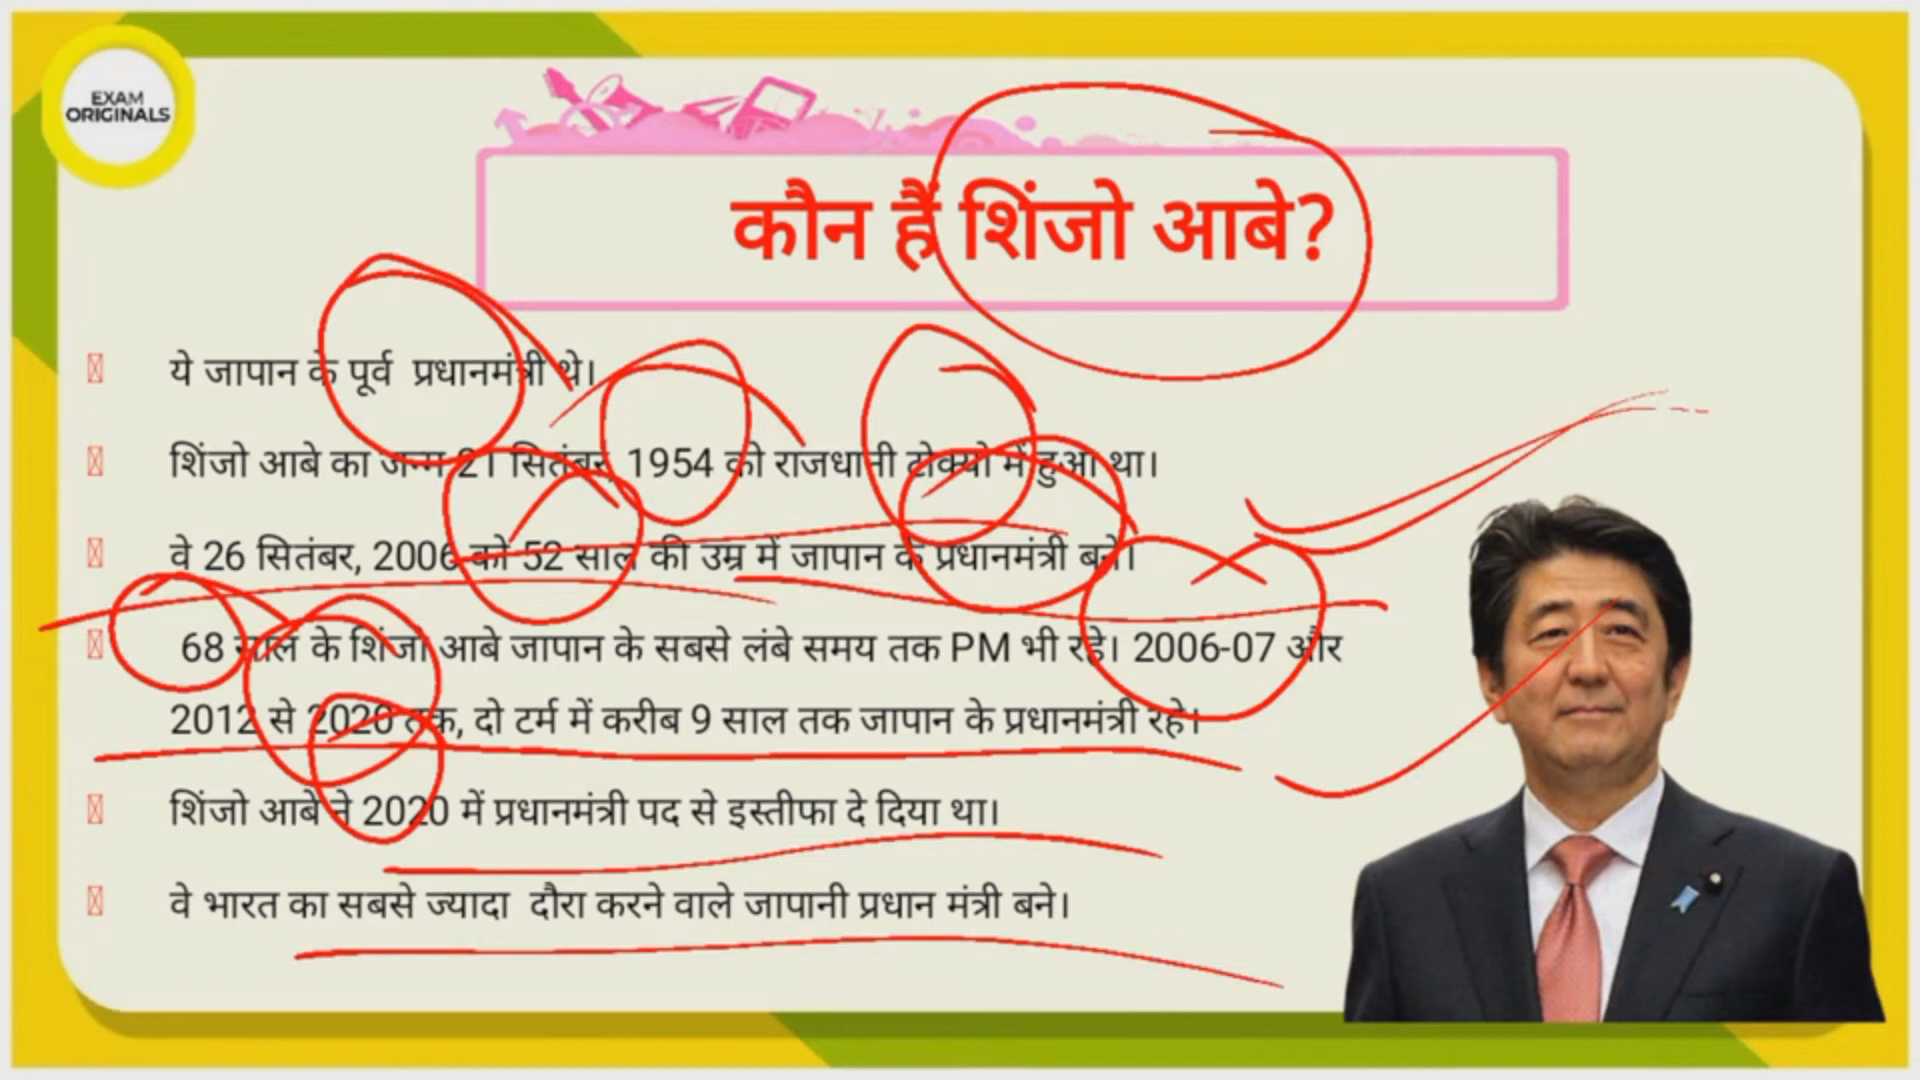 EXAM
ORIGINALS
कौन हैं शिंजो आबे?
ये जापान के पूर्व प्रधानमंत्री थे।
शिंजो आबे का जन्म 21 सितंबर, 1954 को राजधानी टोक्यो में हुआ था।
वे 26 सितंबर, 2006 को 52 साल की उम्र में जापान के प्रधानमंत्री बने।
68 साल के शिंजो आबे जापान के सबसे लंबे समय तक PM भी रहे। 2006-07 और
2012 से 2020 तक, दो टर्म में करीब 9 साल तक जापान के प्रधानमंत्री रहे।
शिंजो आबे ने 2020 में प्रधानमंत्री पद से इस्तीफा दे दिया था।
वे भारत का सबसे ज्यादा दौरा करने वाले जापानी प्रधान मंत्री बने।